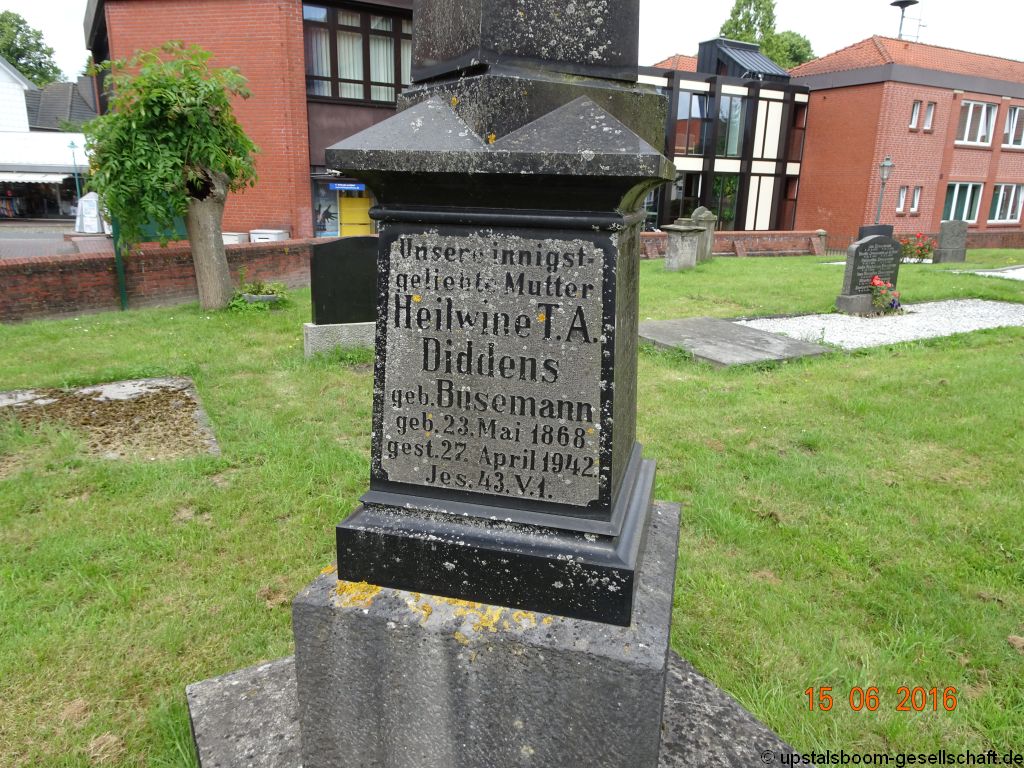 Unsere innigst-
geliebte Mutter
Heilwine T.A.
Diddens
geb. Busemann
geb. 23. Mai 1868
gest. 27. April 1942.
Jes. 43. V. 1.
15 06 2016
© upstalsboom-gesellschaft.de